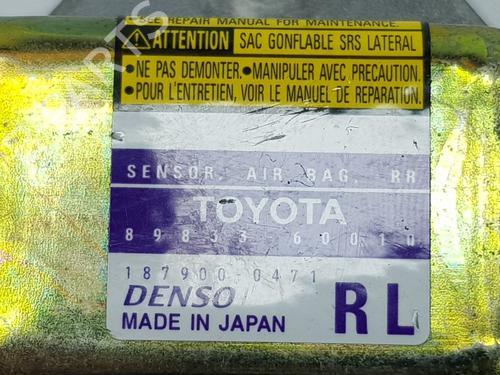 SEE REPAIR MANUAL FOR MAINTENANCE.
ATTENTION SAC GONFLABLE SRS LATERAL
•NE PAS DEMONTER. •MANIPULER AVEC PRECAUTION.
•POUR L'ENTRETIEN, VOIR LE MANUEL DE REPARATION.
SENSOR, AIR BAG, RR
TOYOTA
89833-60010
187900-0471
DENSO
MADE IN JAPAN
RL